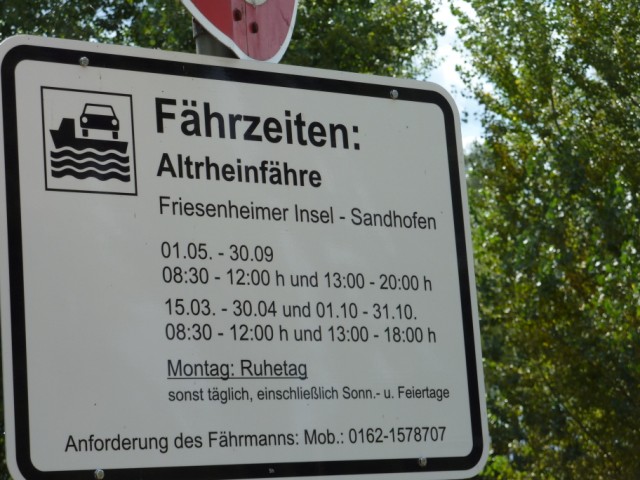 Fährzeiten:
Altrheinfähre
Friesenheimer Insel - Sandhofen
01.05. - 30.09
08:30 - 12:00 h und 13:00 - 20:00 h
15.03. - 30.04 und 01.10 - 31.10.
08:30 - 12:00 h und 13:00 - 18:00 h
Montag: Ruhetag
sonst täglich, einschließlich Sonn.- u. Feiertage
Anforderung des Fährmanns: Mob.: 0162-1578707